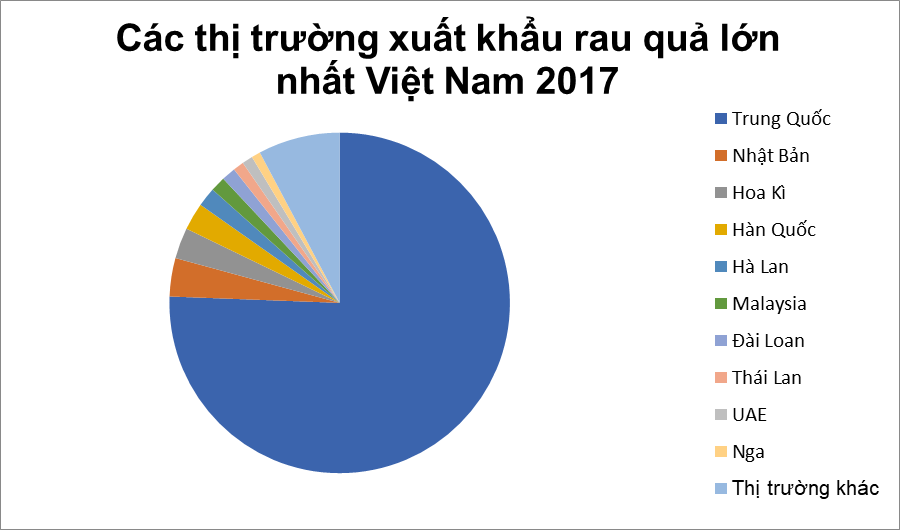 Các thị trường xuất khẩu rau quả lớn
nhất Việt Nam 2017
Trung Quốc
Nhật Bản
Hoa Kì
Hàn Quốc
Hà Lan
Malaysia
Đài Loan
Thái Lan
UAE
Nga
Thị trường khác